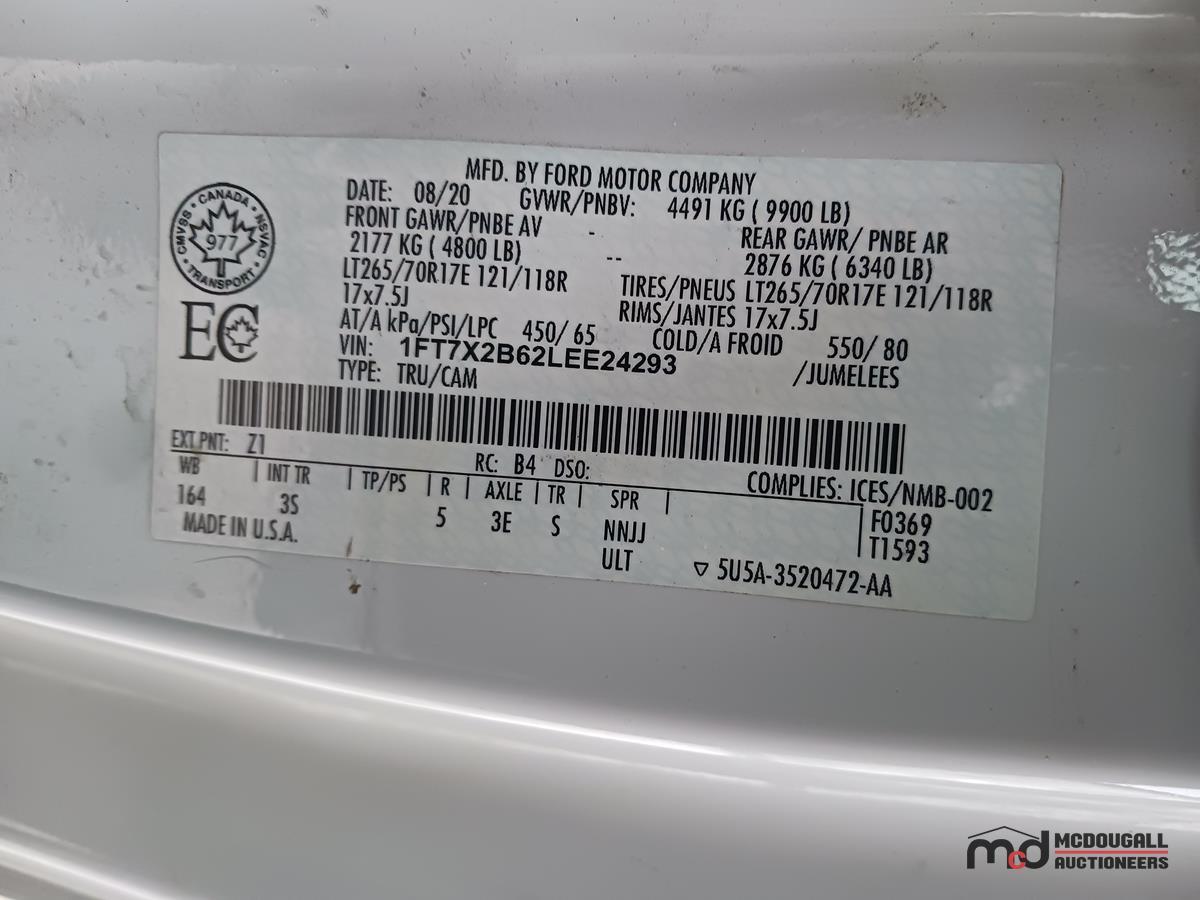 MFD. BY FORD MOTOR COMPANY
DATE: 08/20 GVWR/PNBV: 4491 KG ( 9900 LB)
FRONT GAWR/PNBE AV - REAR GAWR/ PNBE AR
2177 KG ( 4800 LB) -- 2876 KG ( 6340 LB)
LT265/70R17E 121/118R TIRES/PNEUS LT265/70R17E 121/118R
17x7.5J RIMS/JANTES 17x7.5J
AT/A kPa/PSI/LPC 450/ 65 COLD/A FROID 550/ 80
VIN: 1FT7X2B62LEE24293 /JUMELEES
TYPE: TRU/CAM
CANADA
CMVSS NSVAC
977
TRANSPORT
EC
EXT PNT: Z1 RC: B4 DSO:
WB | INT TR | TP/PS | R | AXLE | TR | SPR | COMPLIES: ICES/NMB-002
164 3S 5 3E S NNJJ F0369
MADE IN U.S.A. ULT T1593
5U5A-3520472-AA
mcd MCDOUGALL
AUCTIONEERS